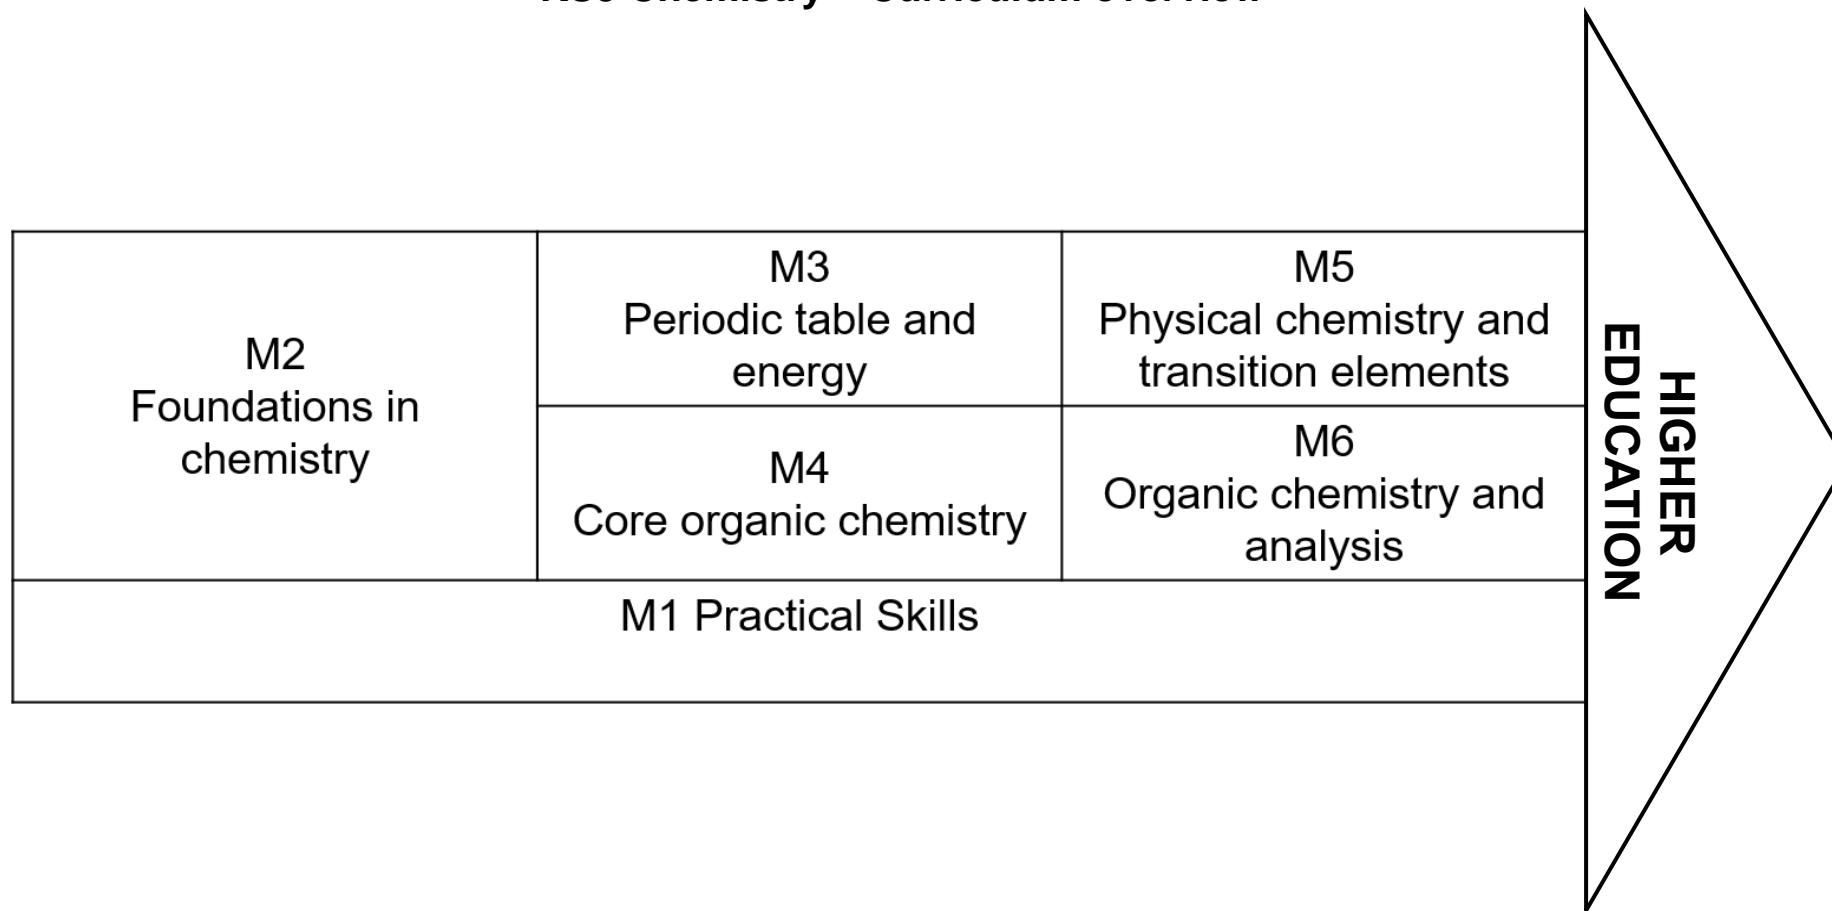 M2
Foundations in
chemistry
M3
Periodic table and
energy
M4
Core organic chemistry
M5
Physical chemistry and
transition elements
M6
Organic chemistry and
analysis
M1 Practical Skills
HIGHER
EDUCATION